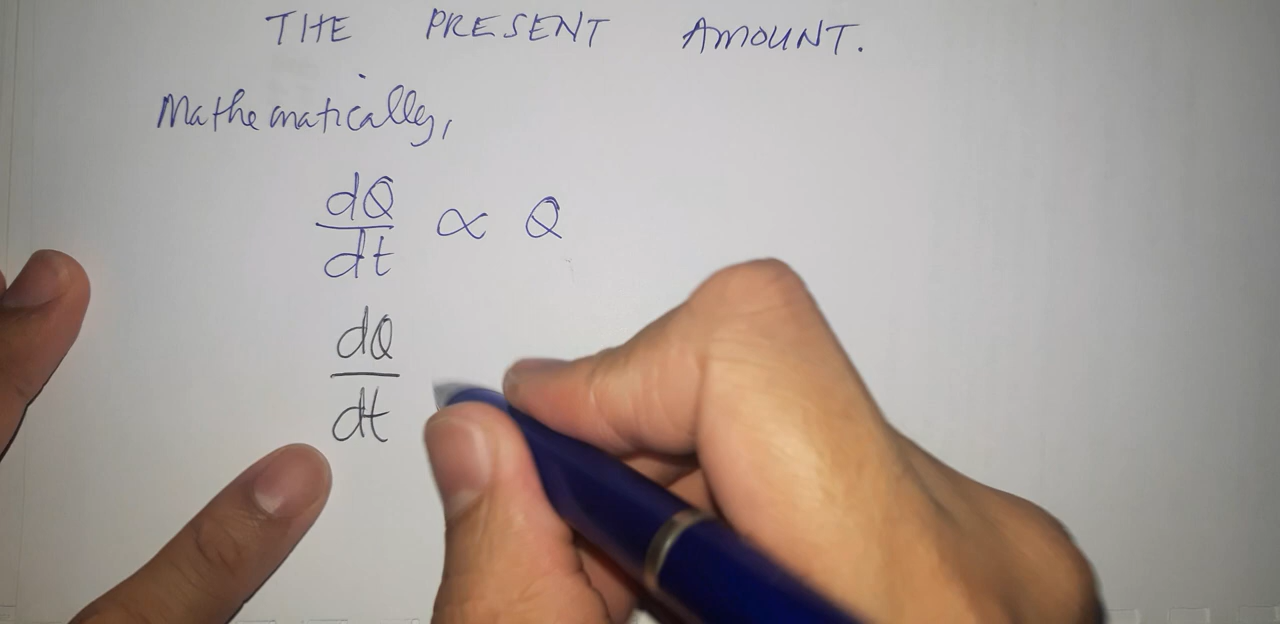 THE PRESENT AMOUNT.
Mathematically,
dQ/dt ∝ Q
dQ/dt